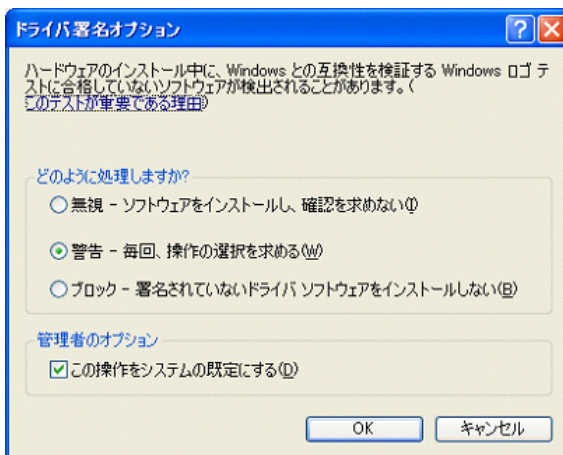 ドライバ署名オプション
ハードウェアのインストール中に、Windows との互換性を検証する Windows ロゴ テ
ストに合格していないソフトウェアが検出されることがあります。(
このテストが重要である理由)
どのように処理しますか?
無視 - ソフトウェアをインストールし、確認を求めない(I)
警告 - 毎回、操作の選択を求める(W)
ブロック - 署名されていないドライバ ソフトウェアをインストールしない(B)
管理者のオプション
この操作をシステムの既定にする(D)
OK キャンセル